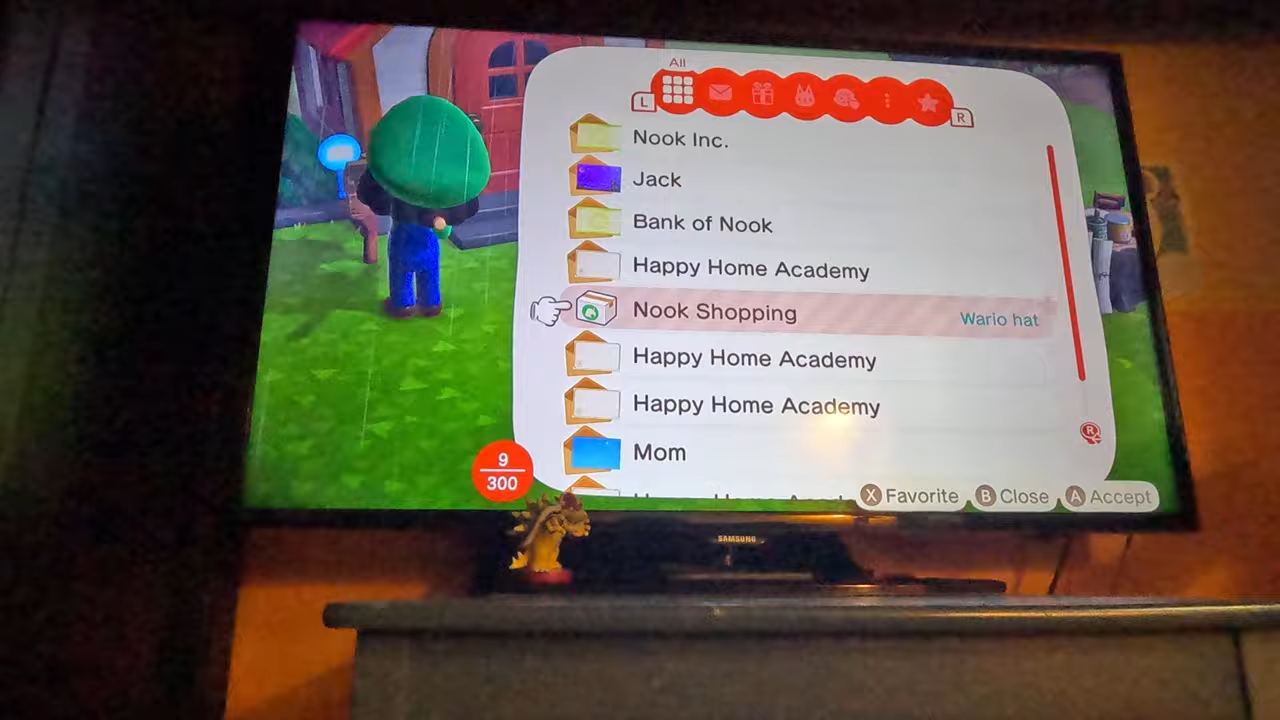 All
L
R
Nook Inc.
Jack
Bank of Nook
Happy Home Academy
Nook Shopping Wario hat
Happy Home Academy
Happy Home Academy
Mom
R
9
300
X Favorite B Close A Accept
SAMSUNG